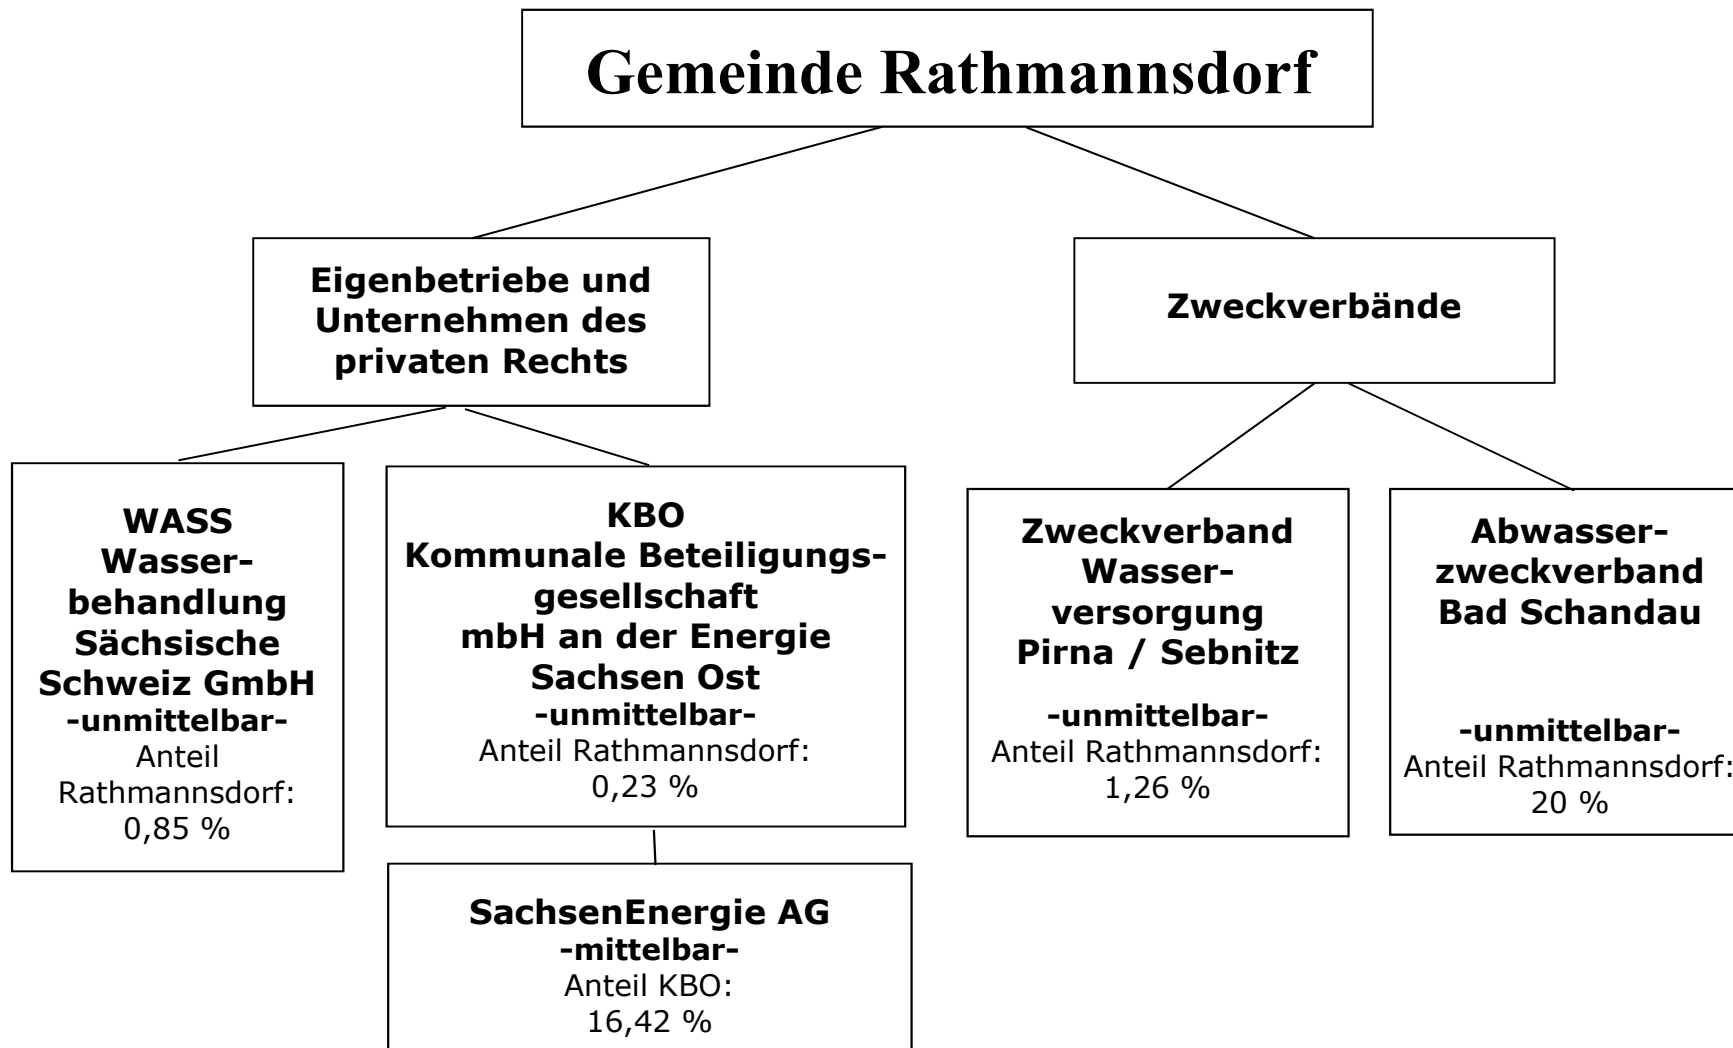 Gemeinde Rathmannsdorf
Eigenbetriebe und
Unternehmen des
privaten Rechts
Zweckverbände
WASS
Wasser-
behandlung
Sächsische
Schweiz GmbH
-unmittelbar-
Anteil
Rathmannsdorf:
0,85 %
KBO
Kommunale Beteiligungs-
gesellschaft
mbH an der Energie
Sachsen Ost
-unmittelbar-
Anteil Rathmannsdorf:
0,23 %
SachsenEnergie AG
-mittelbar-
Anteil KBO:
16,42 %
Zweckverband
Wasser-
versorgung
Pirna / Sebnitz
-unmittelbar-
Anteil Rathmannsdorf:
1,26 %
Abwasser-
zweckverband
Bad Schandau
-unmittelbar-
Anteil Rathmannsdorf:
20 %